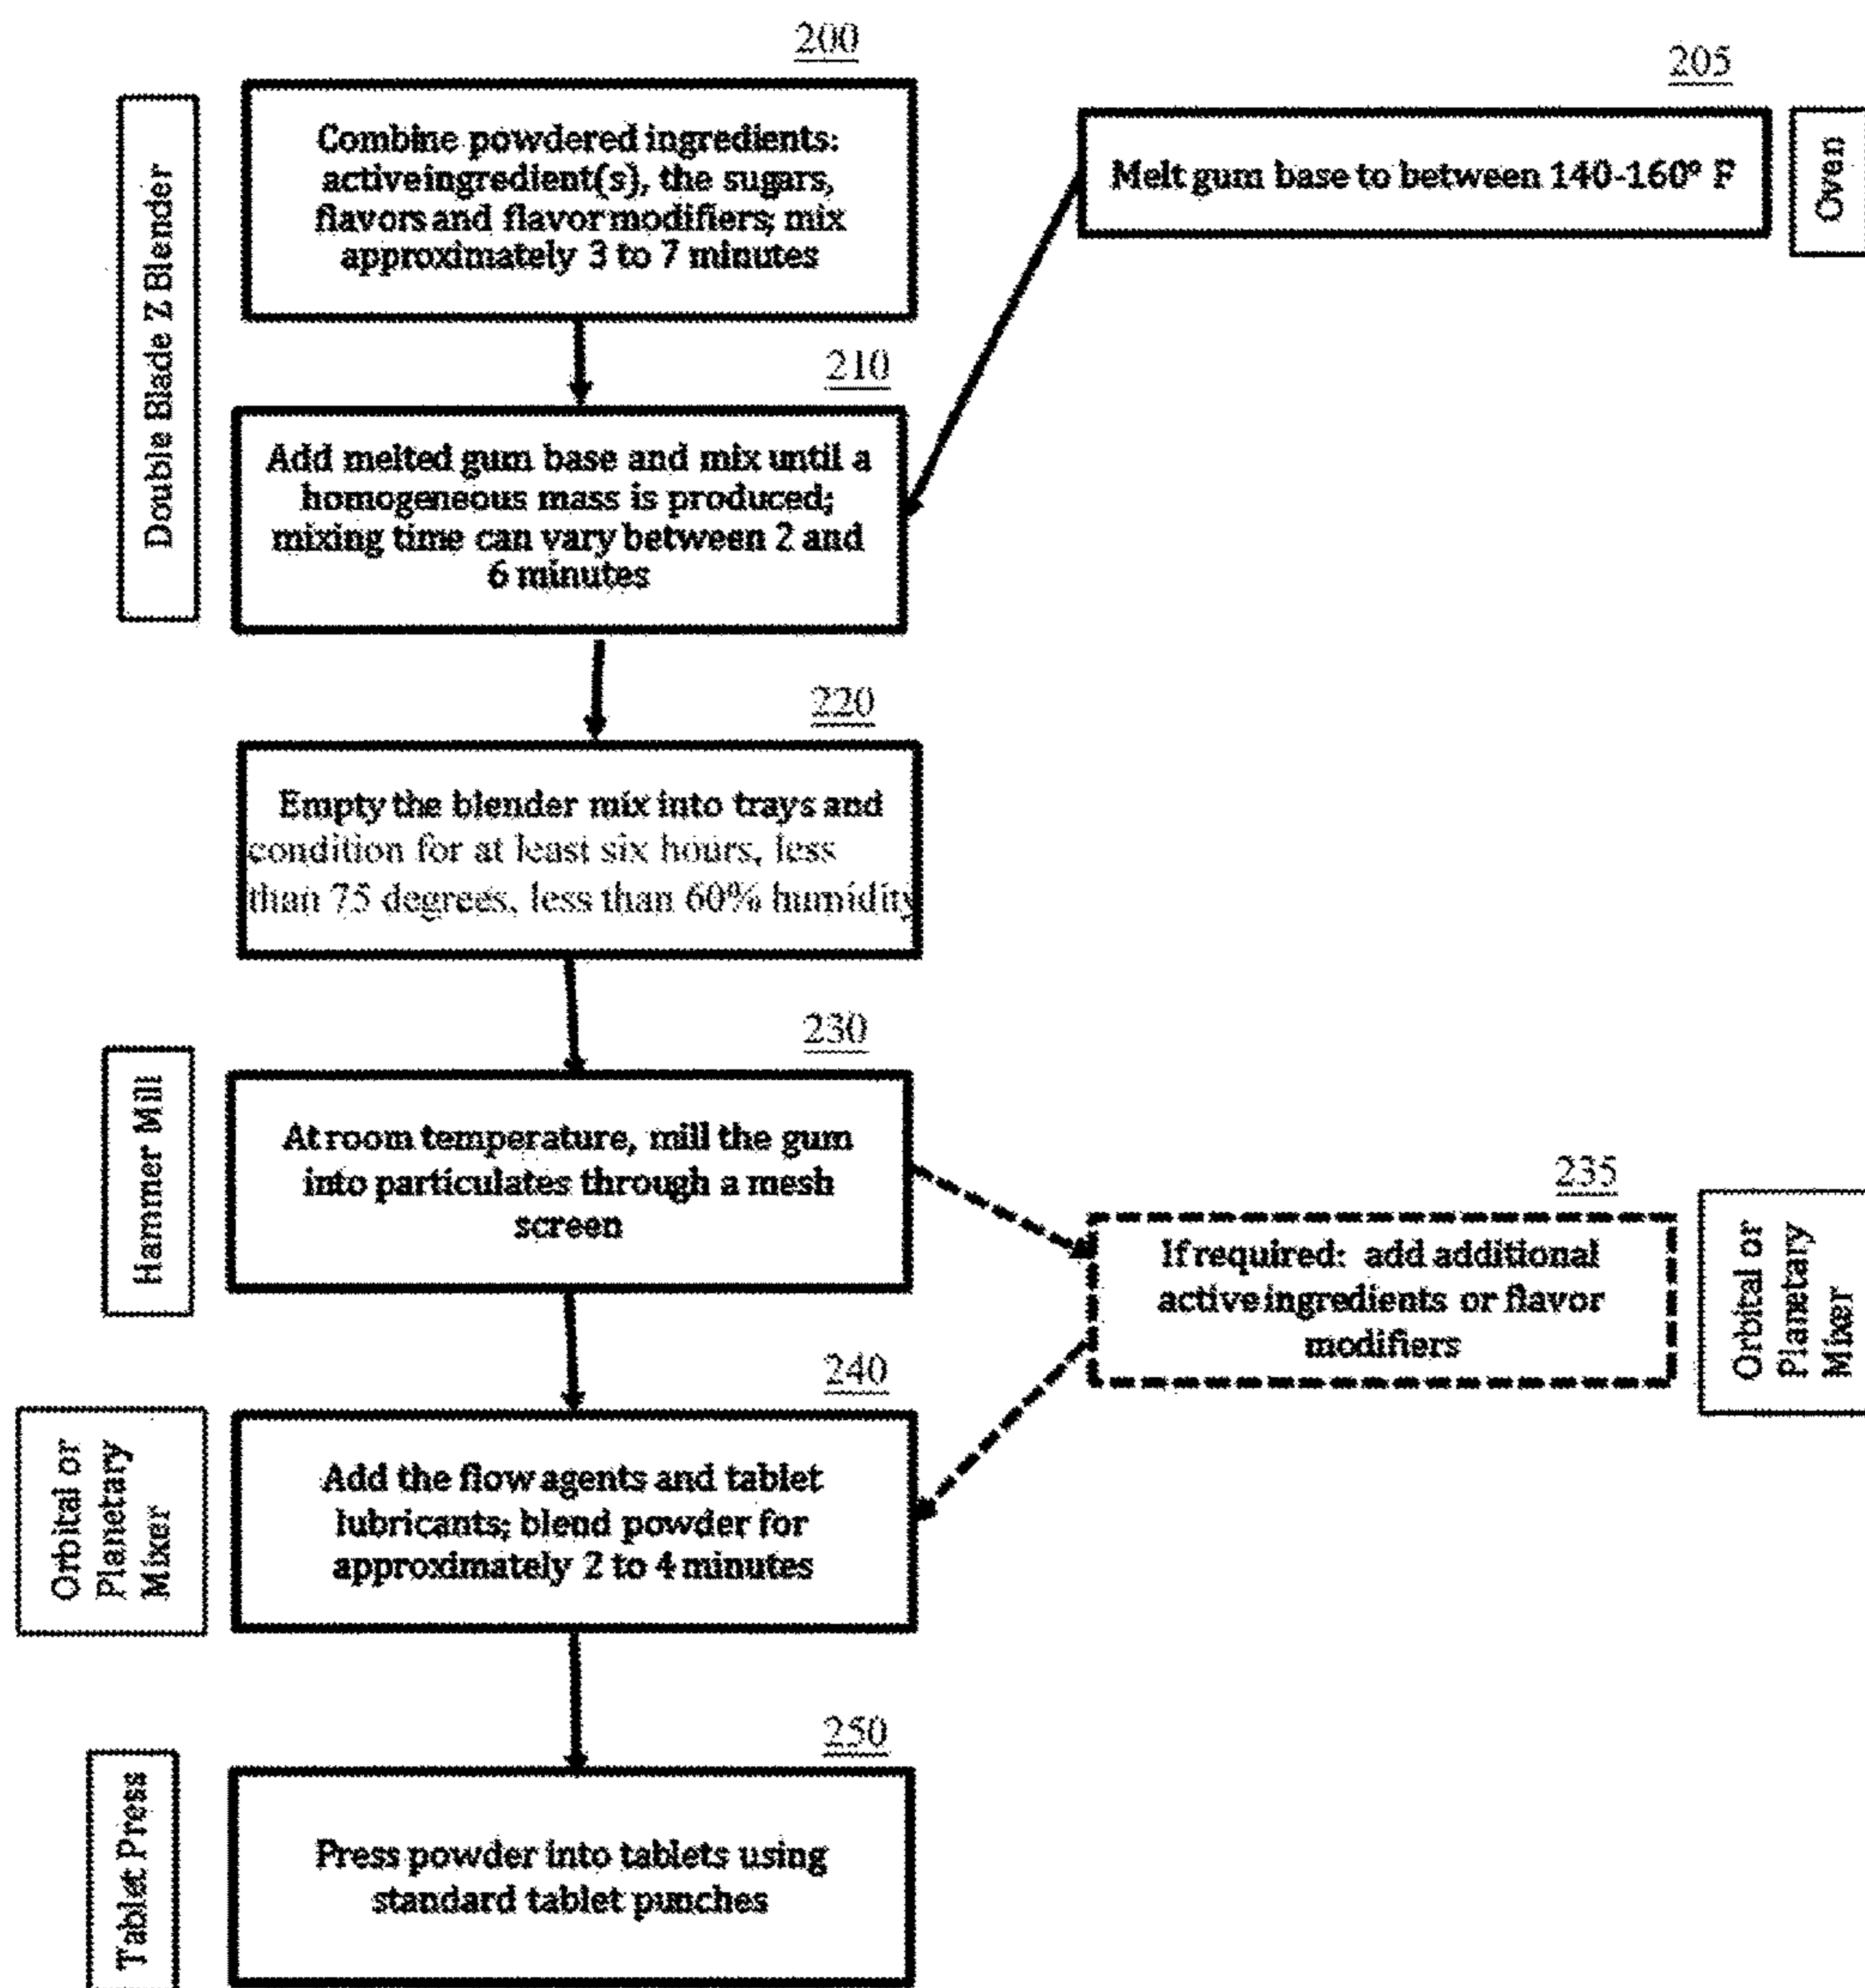 200
Double Blade Z Blender
Combine powdered ingredients:
active ingredient(s), the sugars,
flavors and flavor modifiers; mix
approximately 3 to 7 minutes
205
Melt gum base to between 140-160º F
Oven
210
Add melted gum base and mix until a
homogeneous mass is produced;
mixing time can vary between 2 and
6 minutes
220
Empty the blender mix into trays and
condition for at least six hours, less
than 75 degrees, less than 60% humidity
230
Hammer Mill
At room temperature, mill the gum
into particulates through a mesh
screen
235
If required: add additional
active ingredients or flavor
modifiers
Orbital or
Planetary
Mixer
240
Orbital or
Planetary
Mixer
Add the flow agents and tablet
lubricants; blend powder for
approximately 2 to 4 minutes
250
Tablet Press
Press powder into tablets using
standard tablet punches